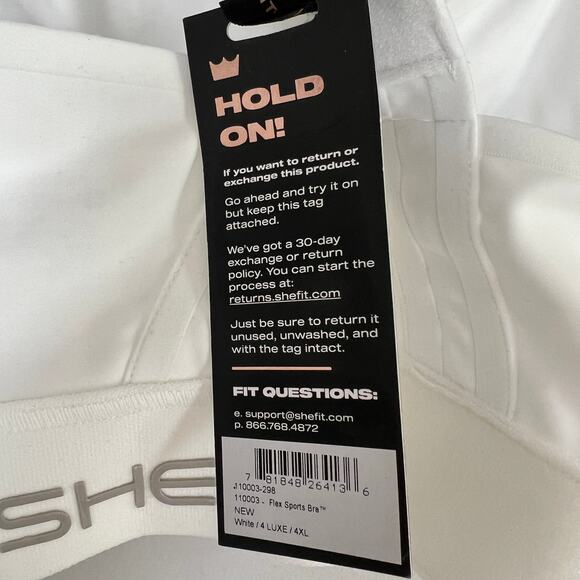 HOLD
ON!
If you want to return or
exchange this product.
Go ahead and try it on
but keep this tag
attached.
We've got a 30-day
exchange or return
policy. You can start the
process at:
returns.shefit.com
Just be sure to return it
unused, unwashed, and
with the tag intact.
FIT QUESTIONS:
e. support@shefit.com
p. 866.768.4872
7 81848 26413 6
J10003-298
110003 - Flex Sports Bra™
NEW
White / 4 LUXE / 4XL
SHE